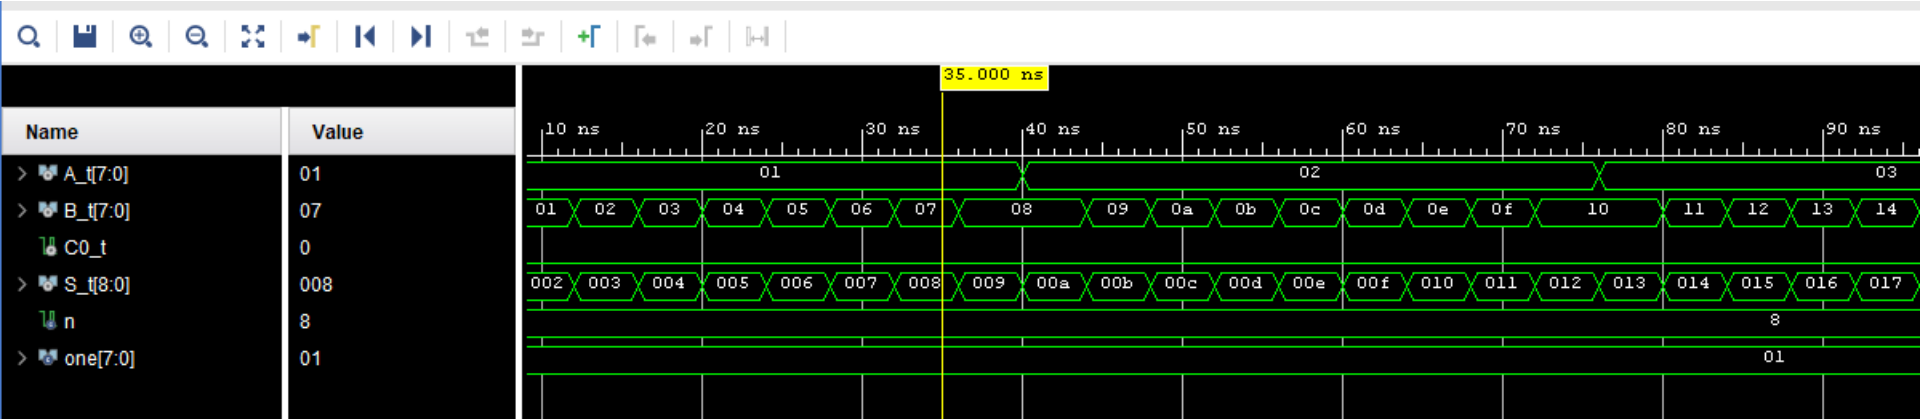 35.000 ns
Name Value
10 ns 20 ns 30 ns 40 ns 50 ns 60 ns 70 ns 80 ns 90 ns
A_t[7:0] 01 01 02 03
B_t[7:0] 07 01 02 03 04 05 06 07 08 09 0a 0b 0c 0d 0e 0f 10 11 12 13 14
C0_t 0
S_t[8:0] 008 002 003 004 005 006 007 008 009 00a 00b 00c 00d 00e 00f 010 011 012 013 014 015 016 017
n 8 8
one[7:0] 01 01